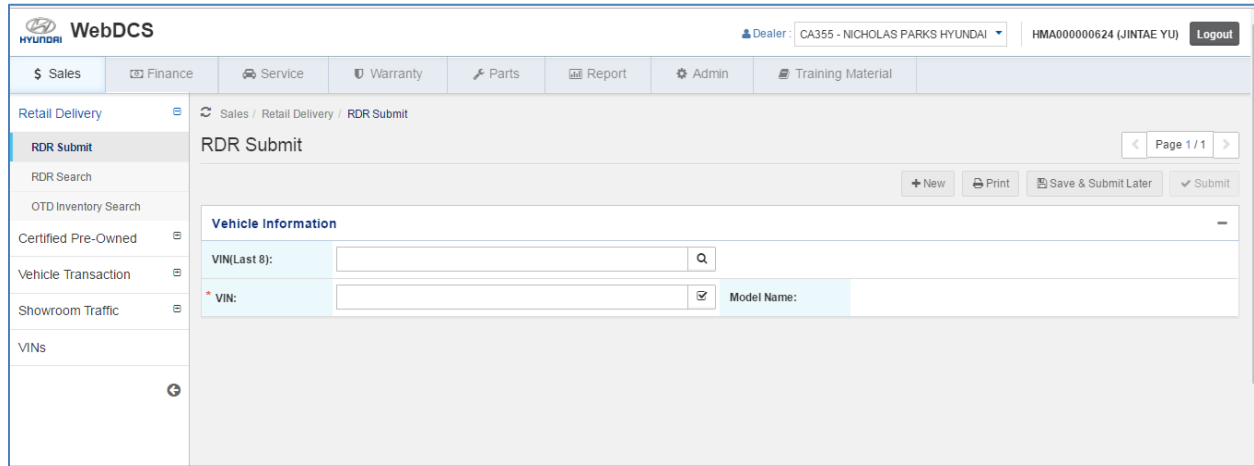 HYUNDAI WebDCS
Dealer : CA355 - NICHOLAS PARKS HYUNDAI HMA000000624 (JINTAE YU) Logout
$ Sales Finance Service Warranty Parts Report Admin Training Material
Retail Delivery
RDR Submit
RDR Search
OTD Inventory Search
Certified Pre-Owned
Vehicle Transaction
Showroom Traffic
VINs
Sales / Retail Delivery / RDR Submit
RDR Submit
< Page 1 / 1 >
+ New Print Save & Submit Later Submit
Vehicle Information
VIN(Last 8):
* VIN: Model Name: